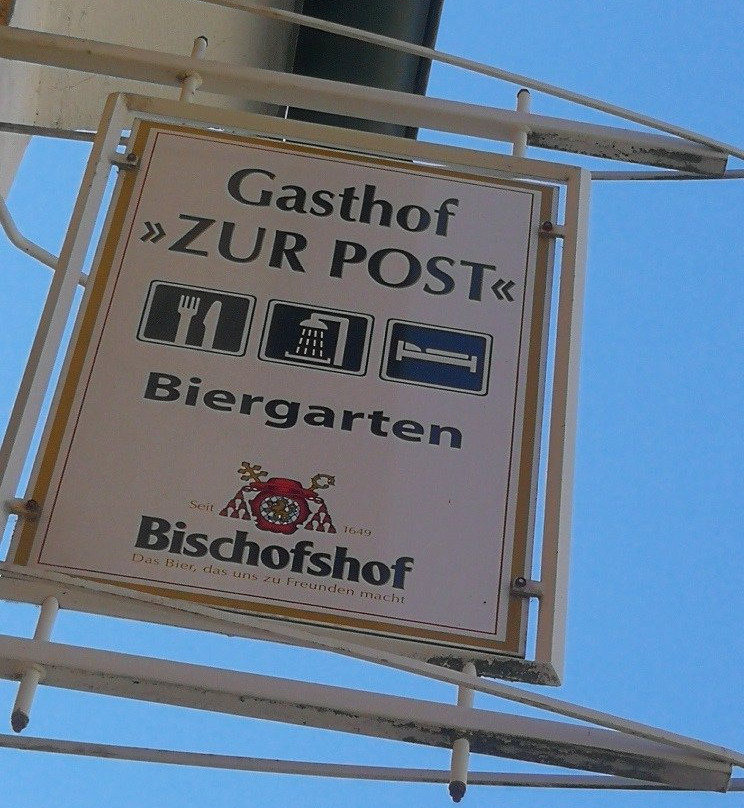 Gasthof
»ZUR POST«
Biergarten
Seit 1649
Bischofshof
Das Bier, das uns zu Freunden macht